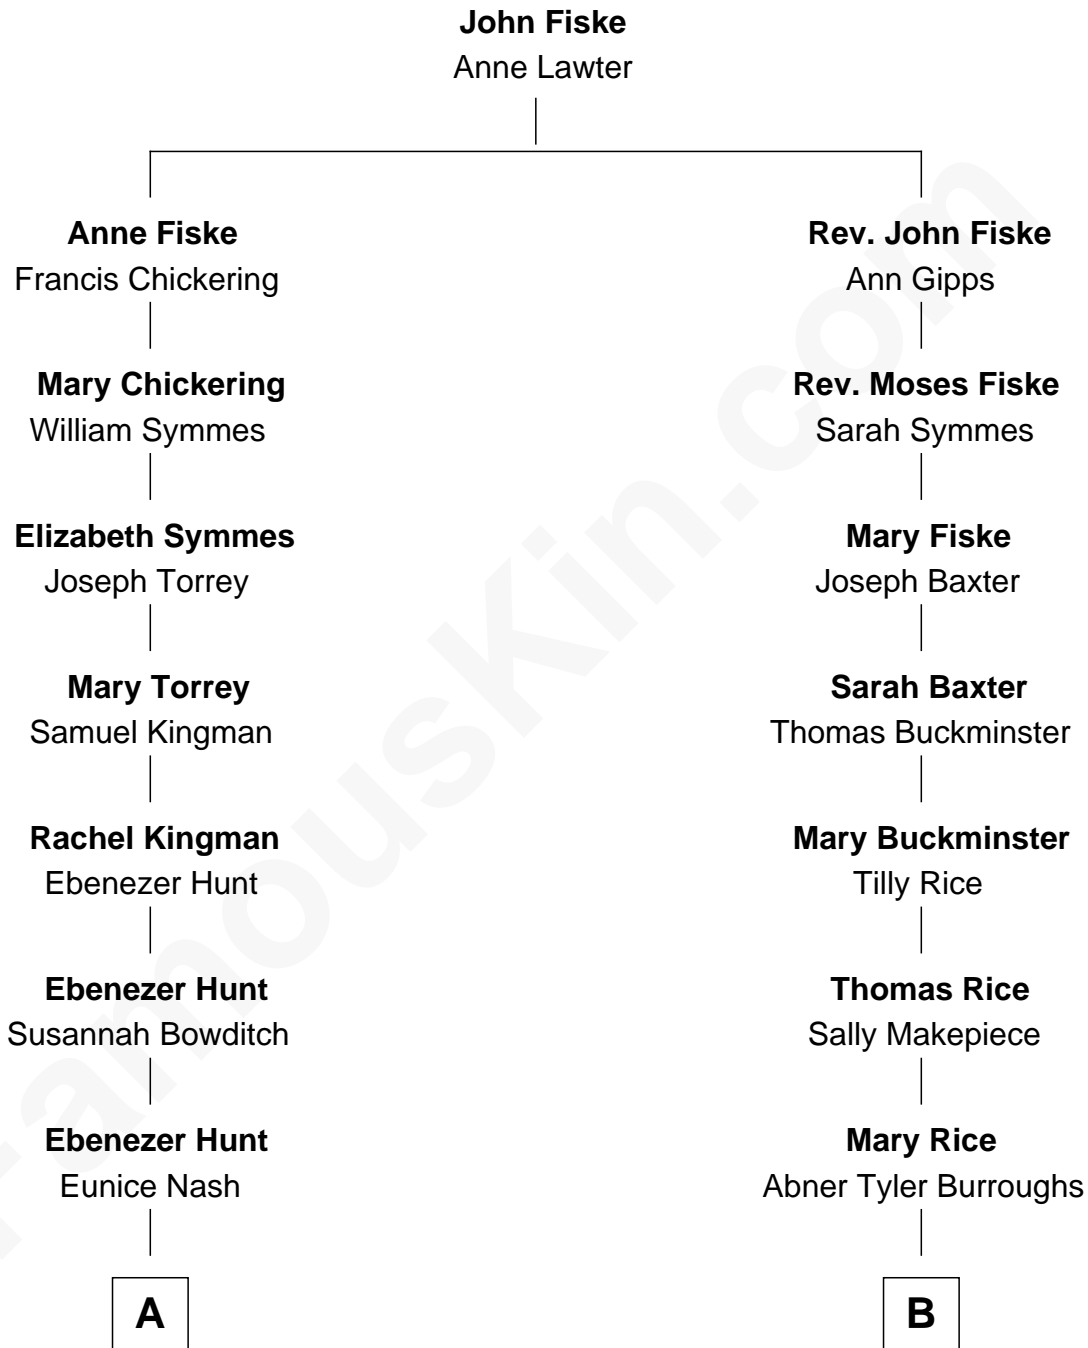 John Fiske
Anne Lawter
Anne Fiske
Francis Chickering
Rev. John Fiske
Ann Gipps
Mary Chickering
William Symmes
Rev. Moses Fiske
Sarah Symmes
Elizabeth Symmes
Joseph Torrey
Mary Fiske
Joseph Baxter
Mary Torrey
Samuel Kingman
Sarah Baxter
Thomas Buckminster
Rachel Kingman
Ebenezer Hunt
Mary Buckminster
Tilly Rice
Ebenezer Hunt
Susannah Bowditch
Thomas Rice
Sally Makepiece
Ebenezer Hunt
Eunice Nash
Mary Rice
Abner Tyler Burroughs
A
B
FamousKin.com